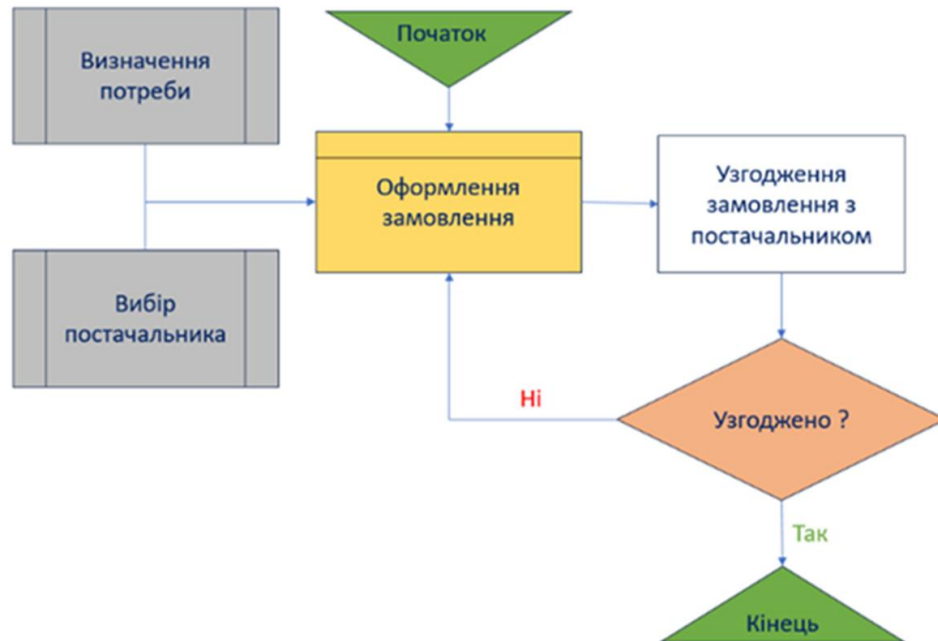 Визначення
потреби
Початок
Оформлення
замовлення
Узгодження
замовлення з
постачальником
Вибір
постачальника
Ні
Узгоджено ?
Так
Кінець